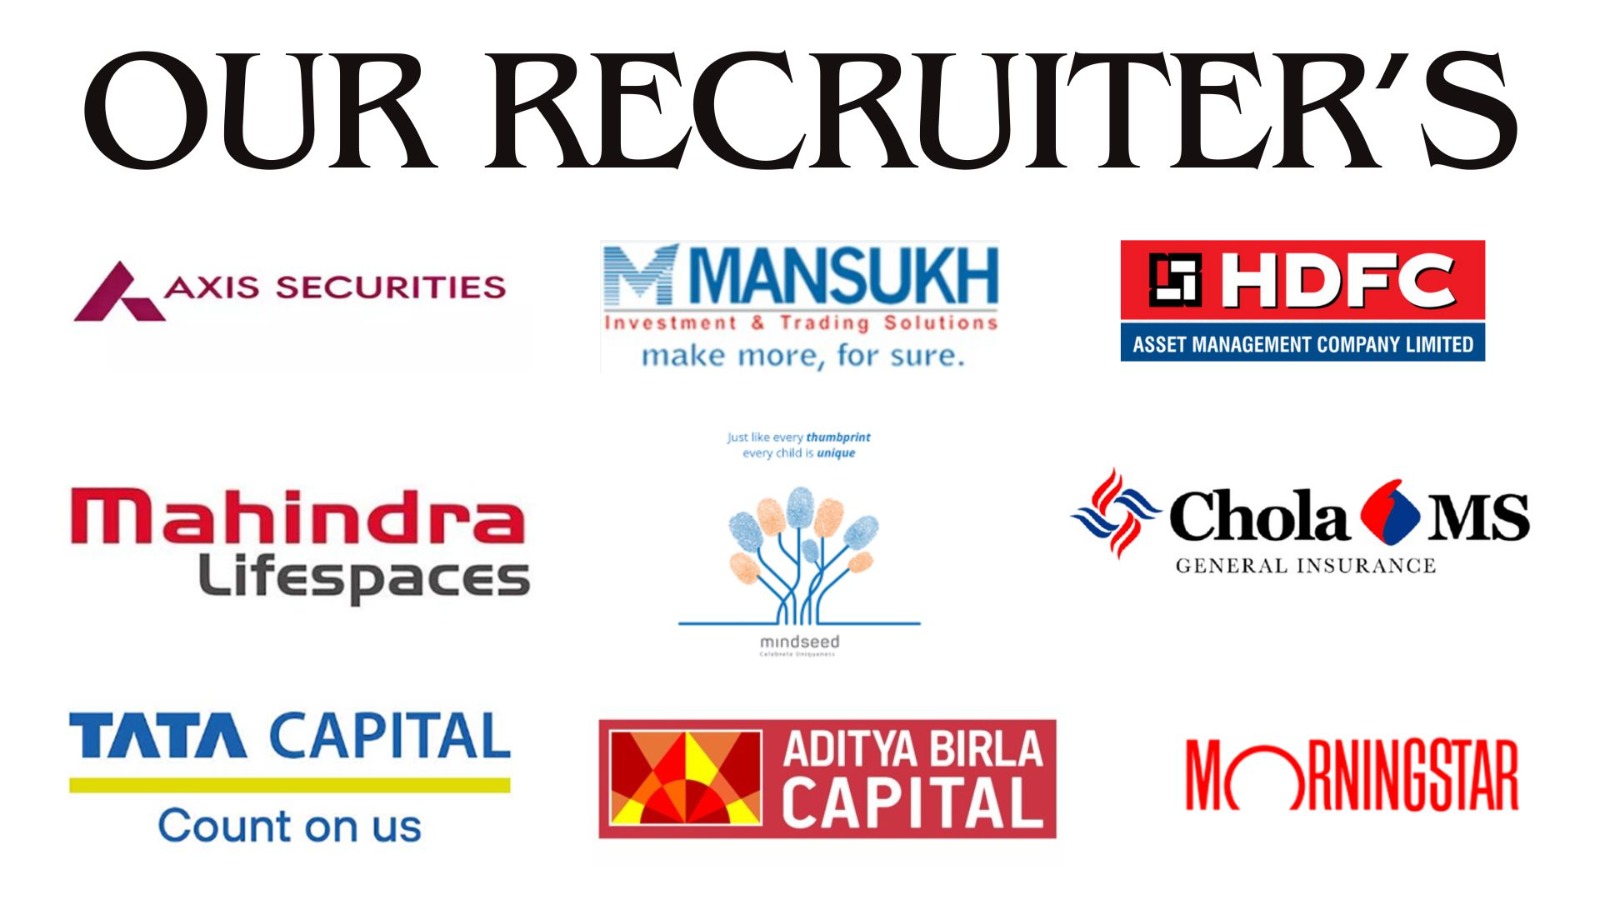 OUR RECRUITER’S
AXIS SECURITIES
MANSUKH
Investment & Trading Solutions
make more, for sure.
HDFC
ASSET MANAGEMENT COMPANY LIMITED
Mahindra
Lifespaces
Just like every thumbprint
every child is unique
mindseed
Celebrate Uniqueness
Chola MS
GENERAL INSURANCE
TATA CAPITAL
Count on us
ADITYA BIRLA
CAPITAL
MORNINGSTAR